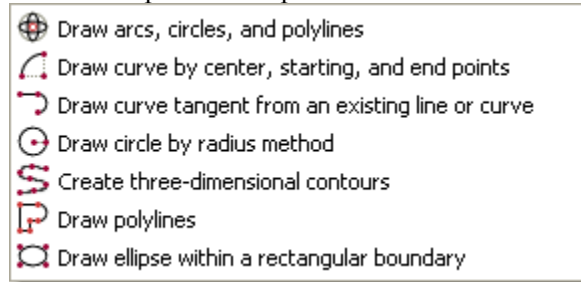 Draw arcs, circles, and polylines
Draw curve by center, starting, and end points
Draw curve tangent from an existing line or curve
Draw circle by radius method
Create three-dimensional contours
Draw polylines
Draw ellipse within a rectangular boundary